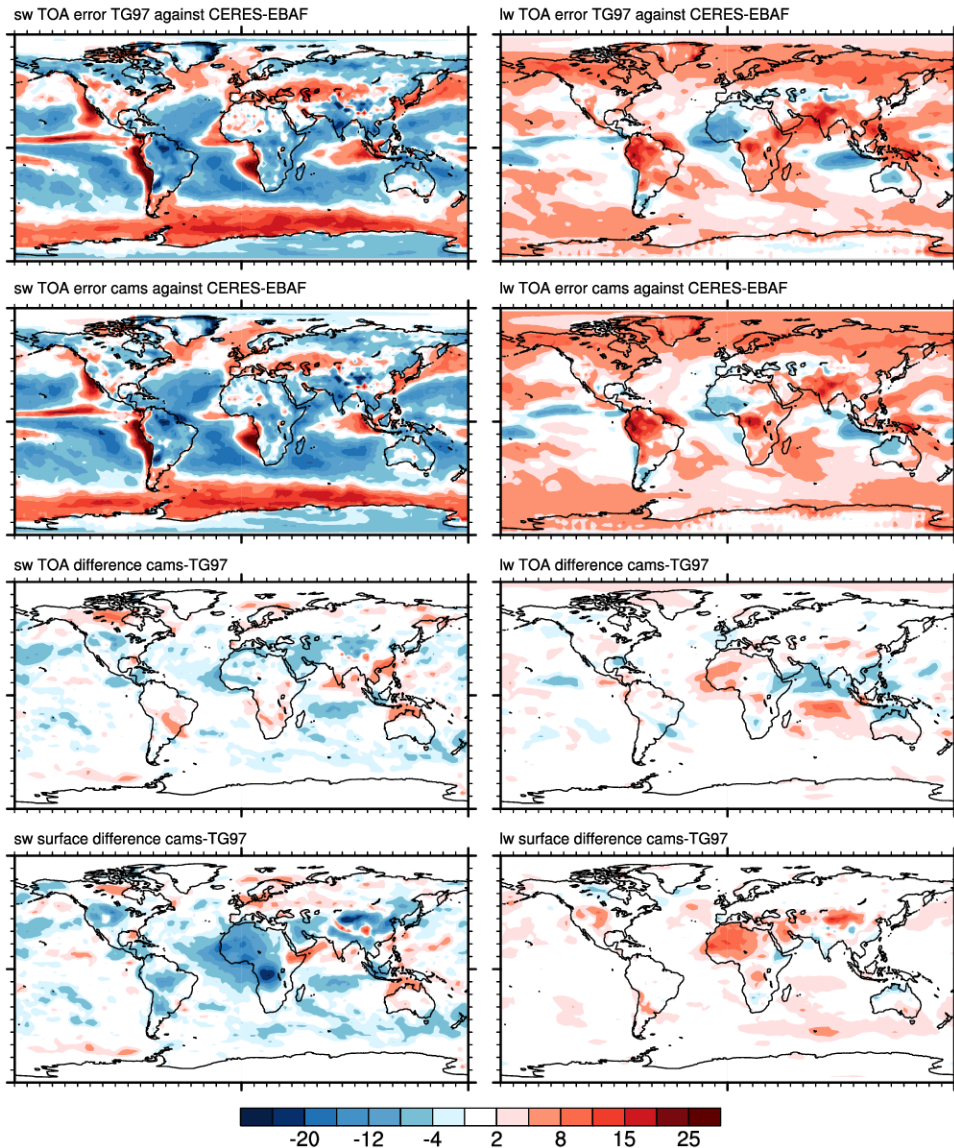 sw TOA error TG97 against CERES-EBAF
lw TOA error TG97 against CERES-EBAF
sw TOA error cams against CERES-EBAF
lw TOA error cams against CERES-EBAF
sw TOA difference cams-TG97
lw TOA difference cams-TG97
sw surface difference cams-TG97
lw surface difference cams-TG97
-20 -12 -4 2 8 15 25